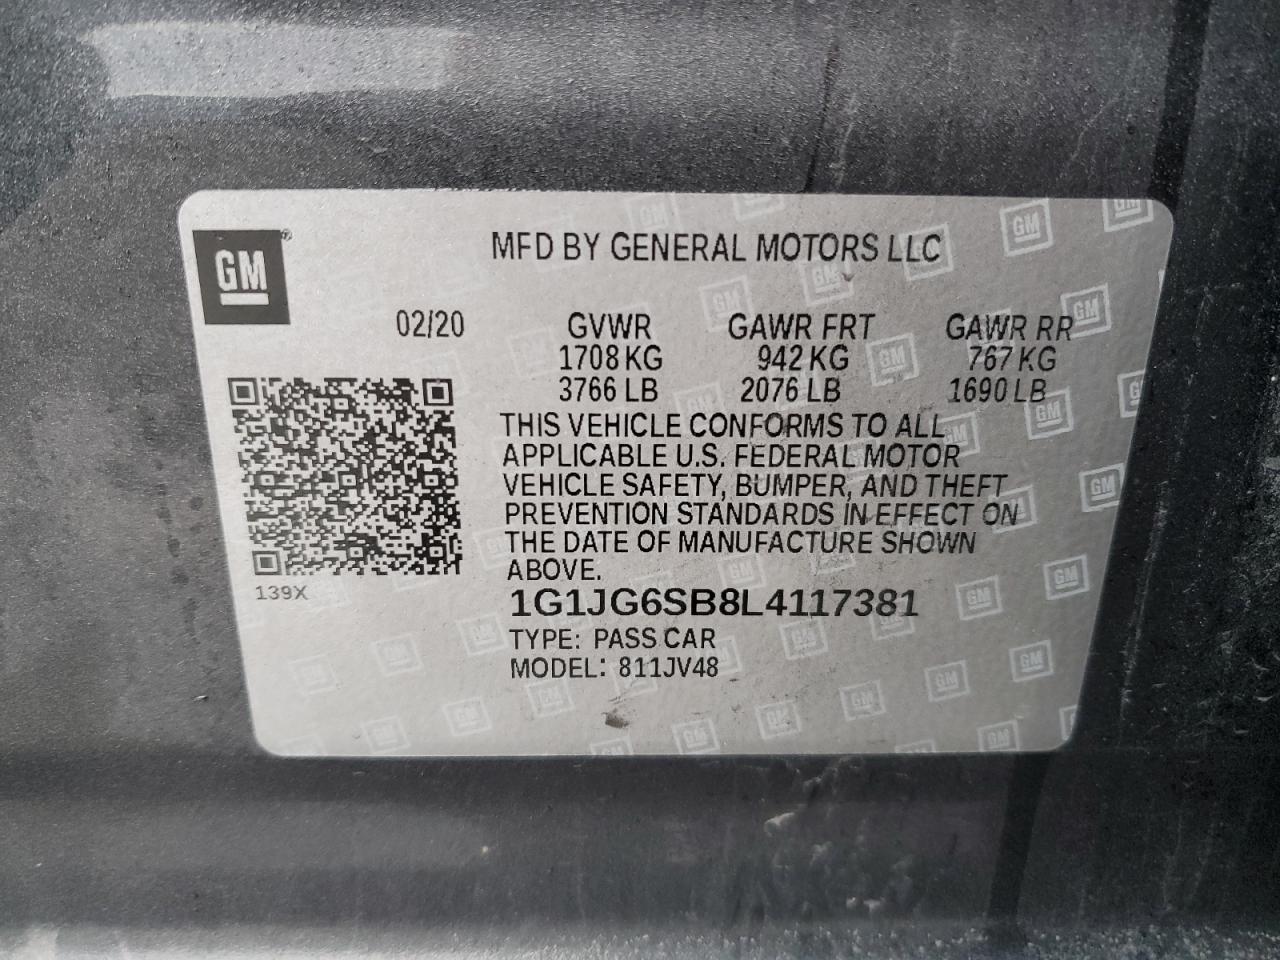 GM®
MFD BY GENERAL MOTORS LLC
02/20 GVWR GAWR FRT GAWR RR
1708 KG 942 KG 767 KG
3766 LB 2076 LB 1690 LB
THIS VEHICLE CONFORMS TO ALL
APPLICABLE U.S. FEDERAL MOTOR
VEHICLE SAFETY, BUMPER, AND THEFT
PREVENTION STANDARDS IN EFFECT ON
THE DATE OF MANUFACTURE SHOWN
ABOVE.
139X
1G1JG6SB8L4117381
TYPE: PASS CAR
MODEL: 811JV48